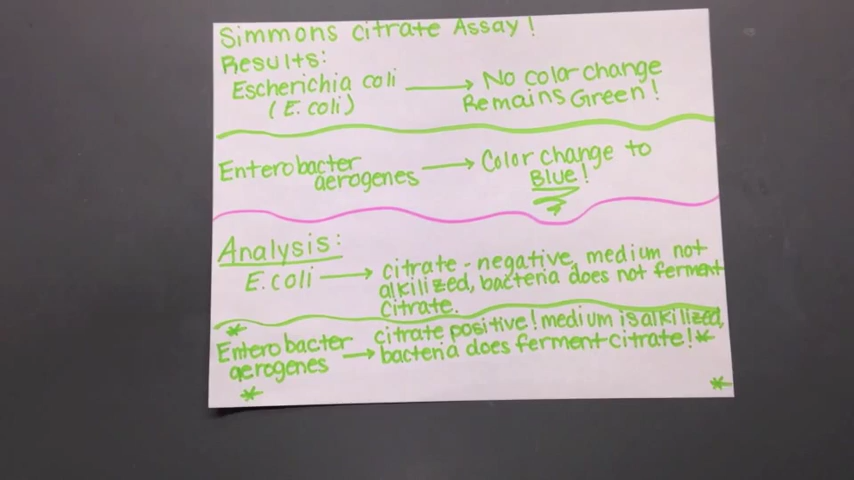 Simmons Citrate Assay!
Results:
Escherichia coli → No color change
(E. coli) Remains Green!
Enterobacter → Color change to
aerogenes Blue!
Analysis:
E. coli → citrate - negative, medium not
alkilized, bacteria does not ferment
citrate.
* Enterobacter → citrate positive! medium is alkilized,
aerogenes bacteria does ferment citrate! *
* *